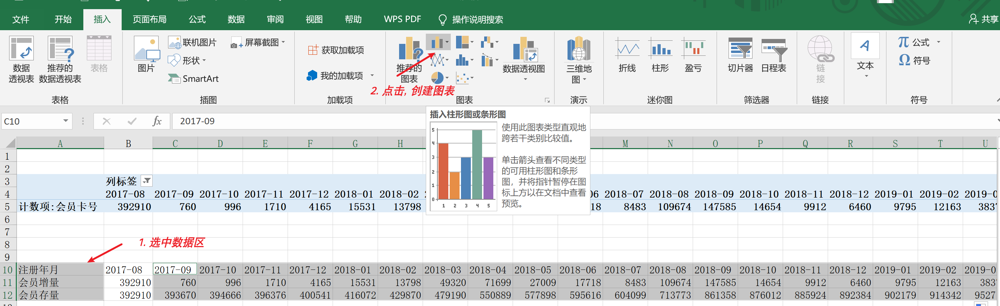 文件 开始 插入 页面布局 公式 数据 审阅 视图 帮助 WPS PDF 操作说明搜索 共享
数据
透视表
推荐的
数据透视表
表格
表格
图片
联机图片
形状
SmartArt
屏幕截图
插图
获取加载项
我的加载项
加载项
推荐的
图表
数据透视图
图表
三维地
图
演示
折线 柱形 盈亏
迷你图
切片器 日程表
筛选器
链
接
链接
文本
π 公式
Ω 符号
符号
2. 点击, 创建图表
C10 fx 2017-09
插入柱形图或条形图
使用此图表类型直观地
跨若干类别比较值。
单击箭头查看不同类型
的可用柱形图和条形
图，并将指针暂停在图
标上方以在文档中查看
预览。
5
4
3
2
1
0
1 2 3 4 5
A B C D E F G H M N O P Q R S T U
1
2
3 列标签
4 2017-08 2017-09 2017-10 2017-11 2017-12 2018-01 2018-02 2018-07 2018-08 2018-09 2018-10 2018-11 2018-12 2019-01 2019-02 2019-0
5 计数项:会员卡号 392910 760 996 1710 4165 15531 13798 18 8483 109674 147585 14654 9912 6460 9795 12163 383
6
7
8
1. 选中数据区
9
10 注册年月 2017-08 2017-09 2017-10 2017-11 2017-12 2018-01 2018-02 2018-03 2018-04 2018-05 2018-06 2018-07 2018-08 2018-09 2018-10 2018-11 2018-12 2019-01 2019-02 2019-0
11 会员增量 392910 760 996 1710 4165 15531 13798 49320 71699 27009 17718 8483 109674 147585 14654 9912 6460 9795 12163 383
12 会员存量 392910 393670 394666 396376 400541 416072 429870 479190 550889 577898 595616 604099 713773 861358 876012 885924 892384 902179 914342 9527